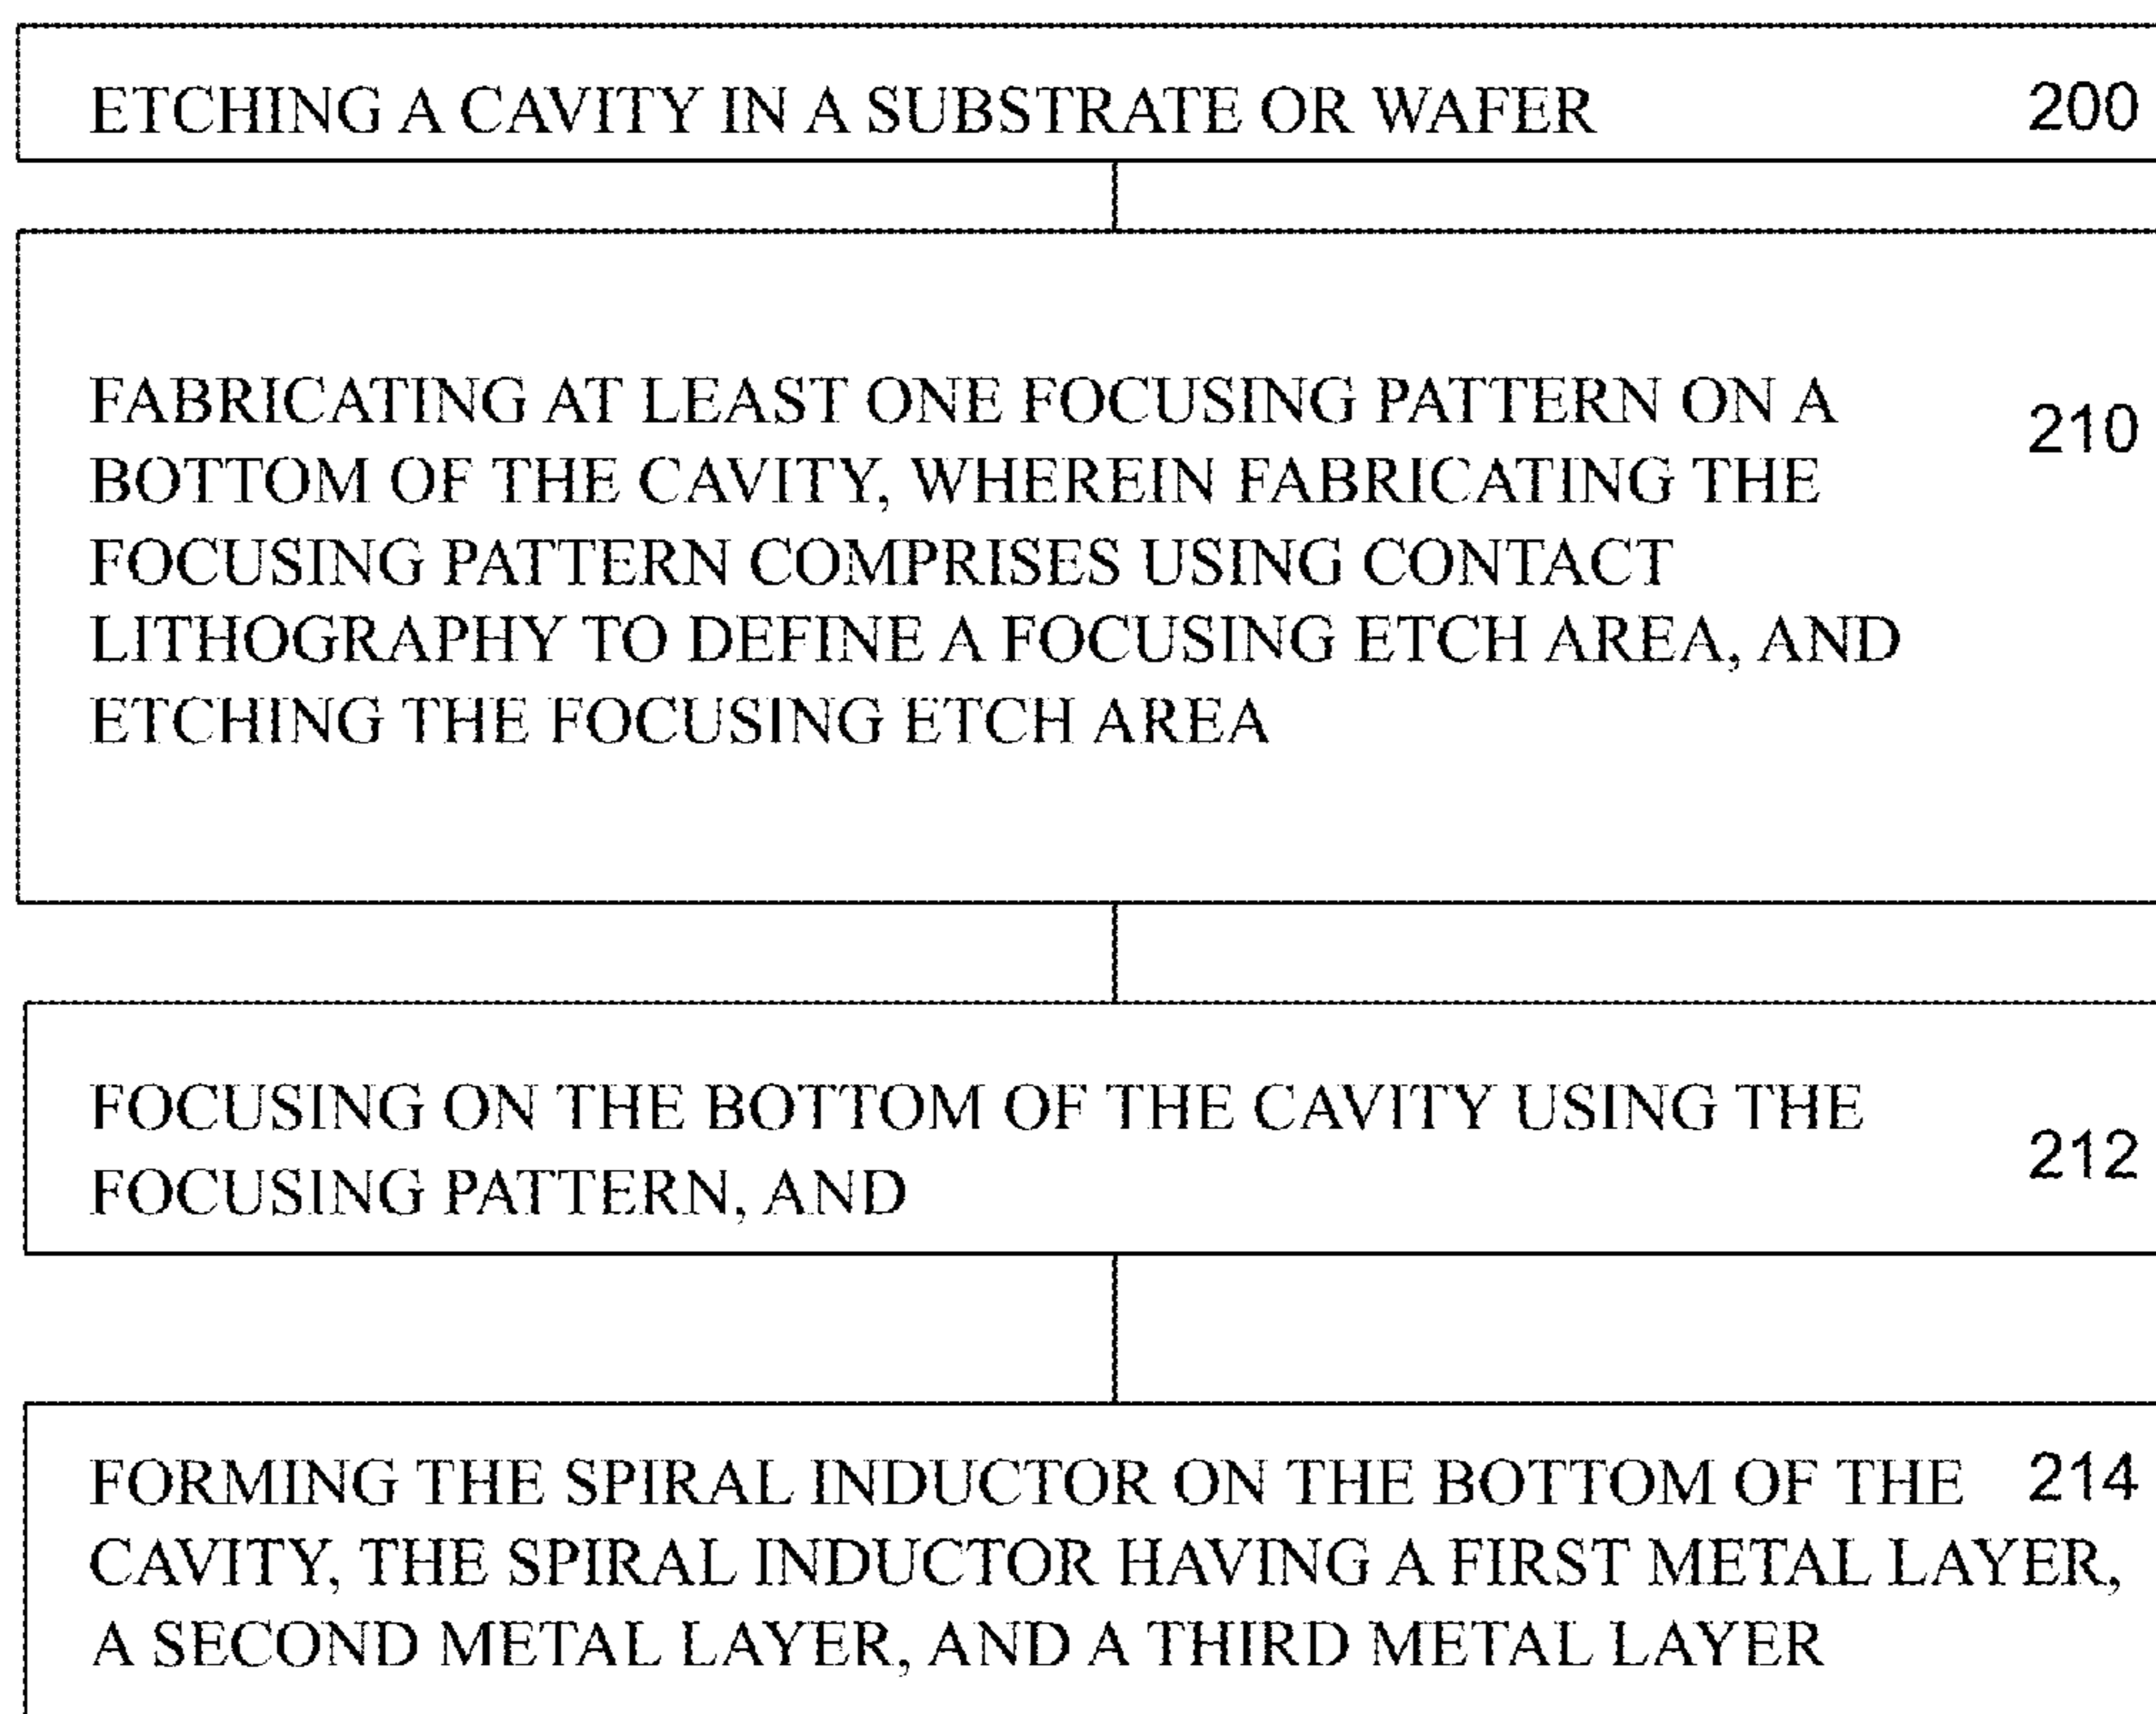 ETCHING A CAVITY IN A SUBSTRATE OR WAFER 200
FABRICATING AT LEAST ONE FOCUSING PATTERN ON A 210
BOTTOM OF THE CAVITY, WHEREIN FABRICATING THE
FOCUSING PATTERN COMPRISES USING CONTACT
LITHOGRAPHY TO DEFINE A FOCUSING ETCH AREA, AND
ETCHING THE FOCUSING ETCH AREA
FOCUSING ON THE BOTTOM OF THE CAVITY USING THE 212
FOCUSING PATTERN, AND
FORMING THE SPIRAL INDUCTOR ON THE BOTTOM OF THE 214
CAVITY, THE SPIRAL INDUCTOR HAVING A FIRST METAL LAYER,
A SECOND METAL LAYER, AND A THIRD METAL LAYER